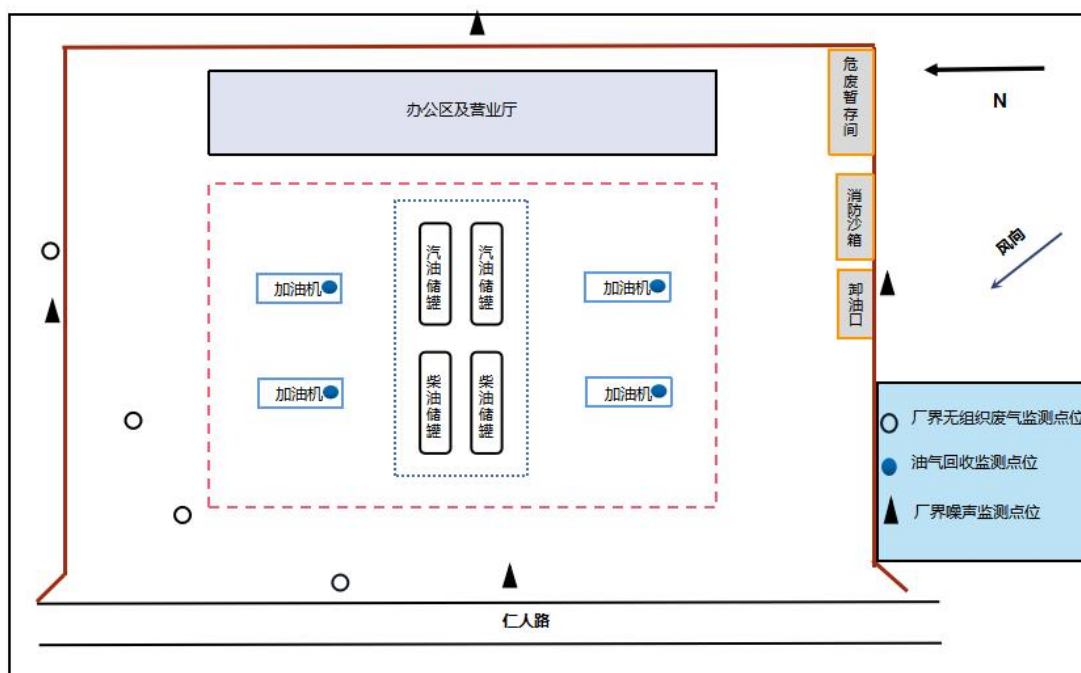 办公区及营业厅
危废暂存间
N
消防沙箱
风向
汽油储罐
汽油储罐
加油机
加油机
卸油口
柴油储罐
柴油储罐
加油机
加油机
厂界无组织废气监测点位
油气回收监测点位
厂界噪声监测点位
仁人路